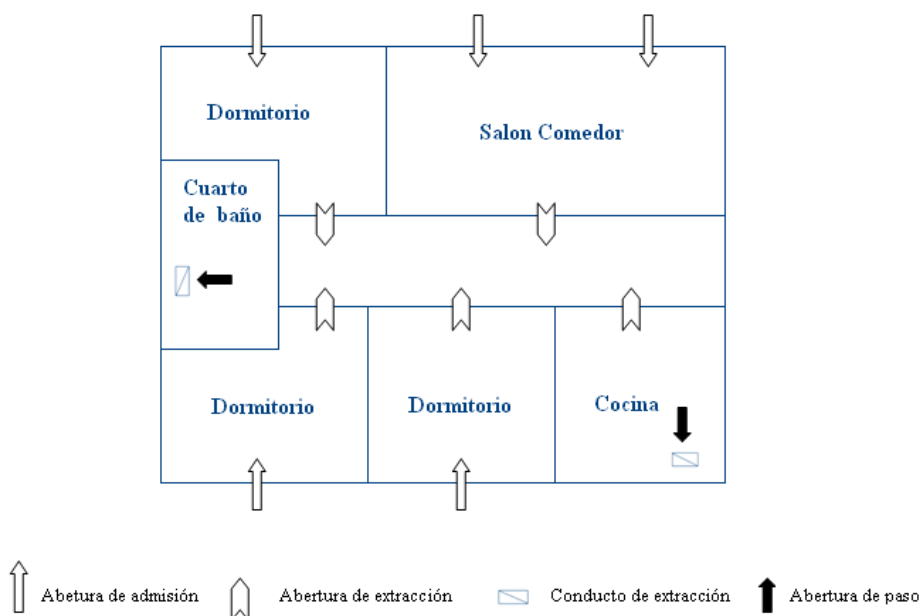 Dormitorio
Salon Comedor
Cuarto
de baño
Dormitorio
Dormitorio
Cocina
Abetura de admisión
Abertura de extracción
Conducto de extracción
Abertura de paso